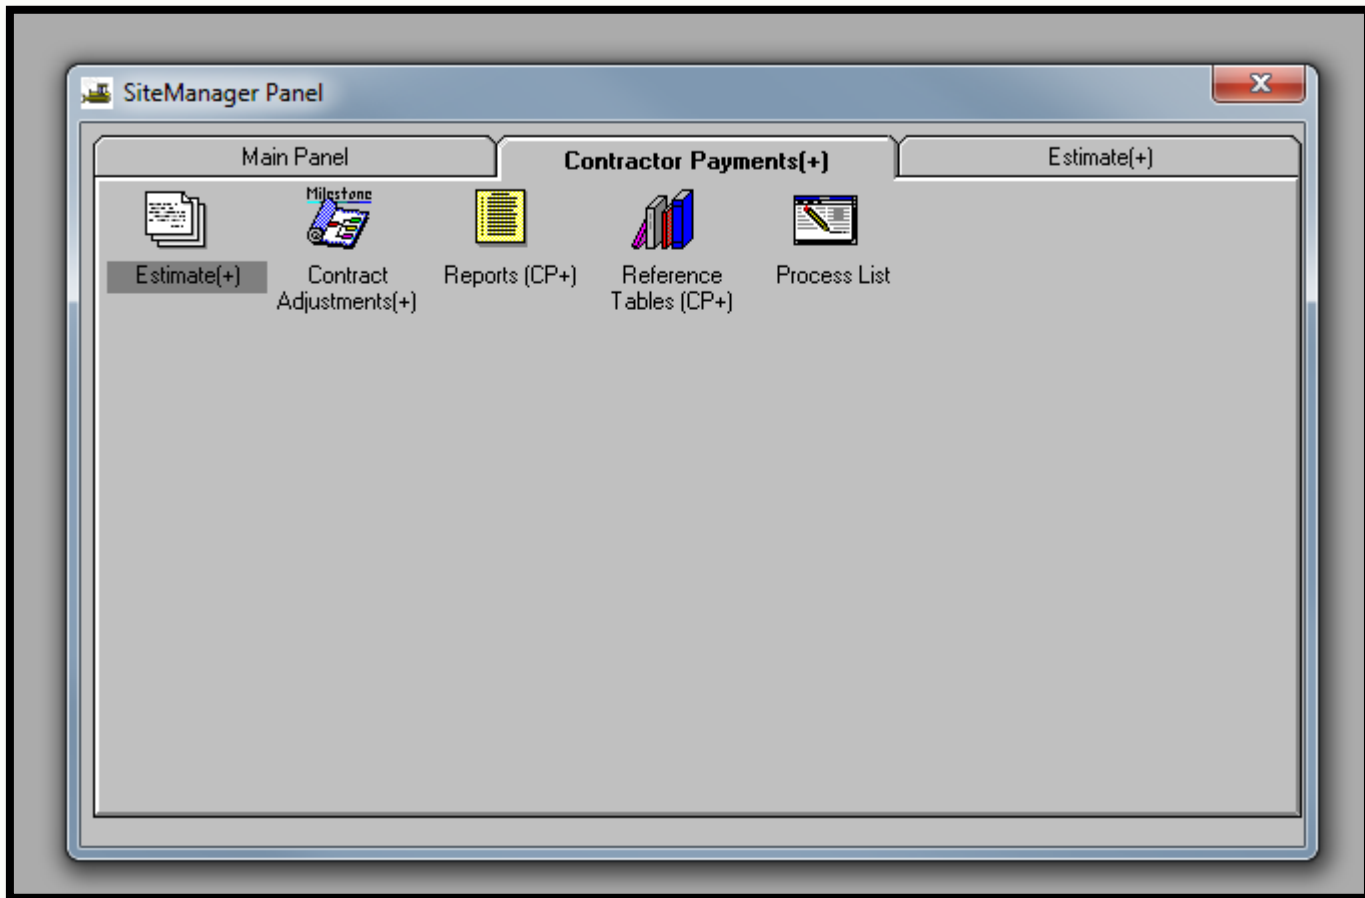 SiteManager Panel
Main Panel
Contractor Payments(+)
Estimate(+)
Milestone
Estimate(+)
Contract
Adjustments(+)
Reports (CP+)
Reference
Tables (CP+)
Process List